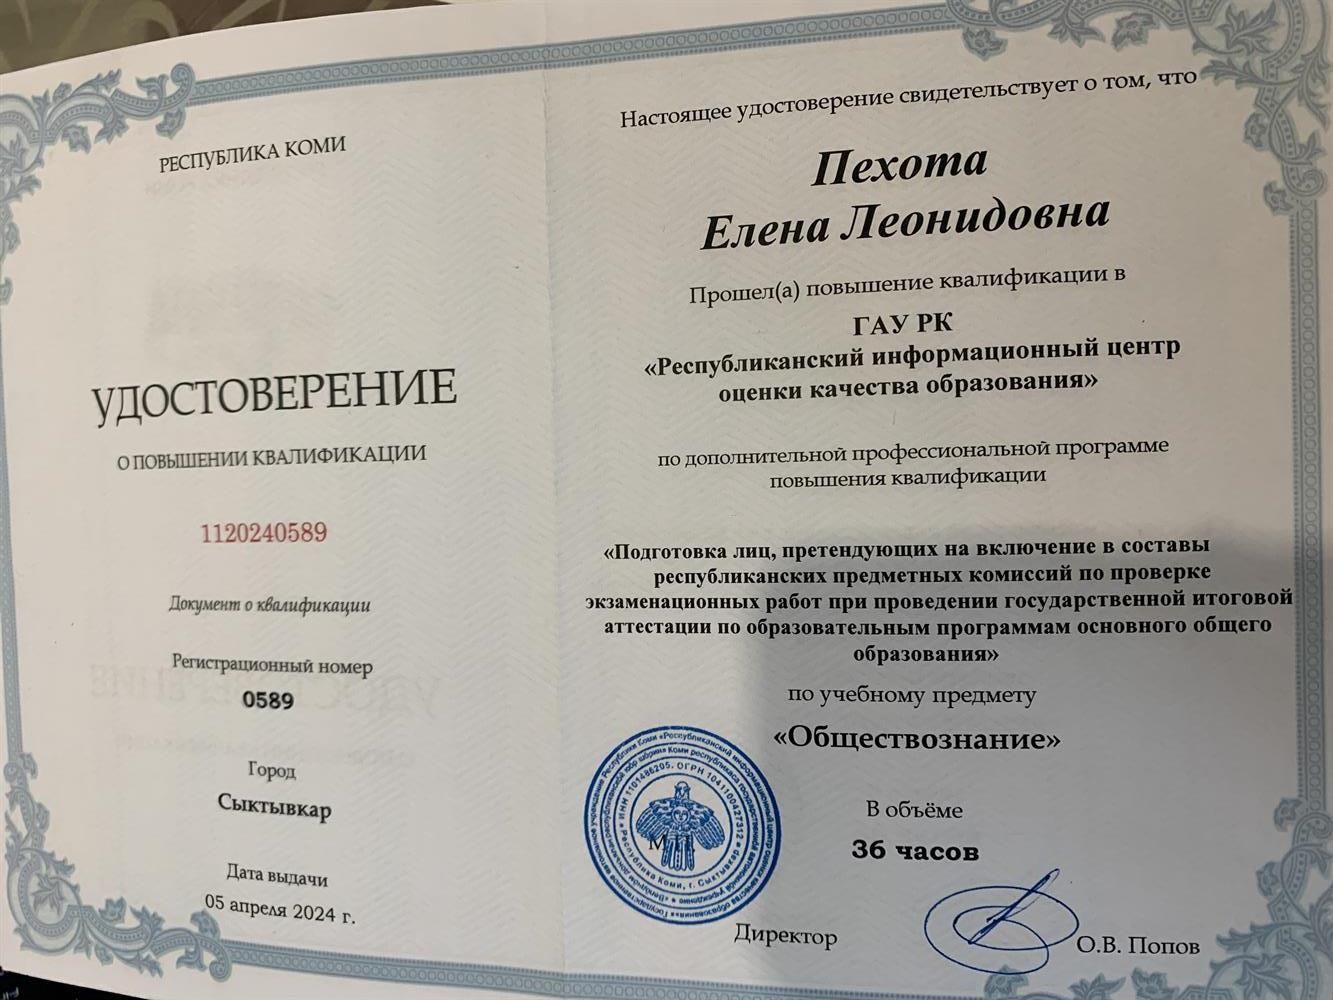 РЕСПУБЛИКА КОМИ
УДОСТОВЕРЕНИЕ
О ПОВЫШЕНИИ КВАЛИФИКАЦИИ
1120240589
Документ о квалификации
Регистрационный номер
0589
Город
Сыктывкар
Дата выдачи
05 апреля 2024 г.
Настоящее удостоверение свидетельствует о том, что
Пехота
Елена Леонидовна
Прошел(а) повышение квалификации в
ГАУ РК
«Республиканский информационный центр
оценки качества образования»
по дополнительной профессиональной программе
повышения квалификации
«Подготовка лиц, претендующих на включение в составы
республиканских предметных комиссий по проверке
экзаменационных работ при проведении государственной итоговой
аттестации по образовательным программам основного общего
образования»
по учебному предмету
«Обществознание»
В объёме
36 часов
М.П.
Директор
О.В. Попов